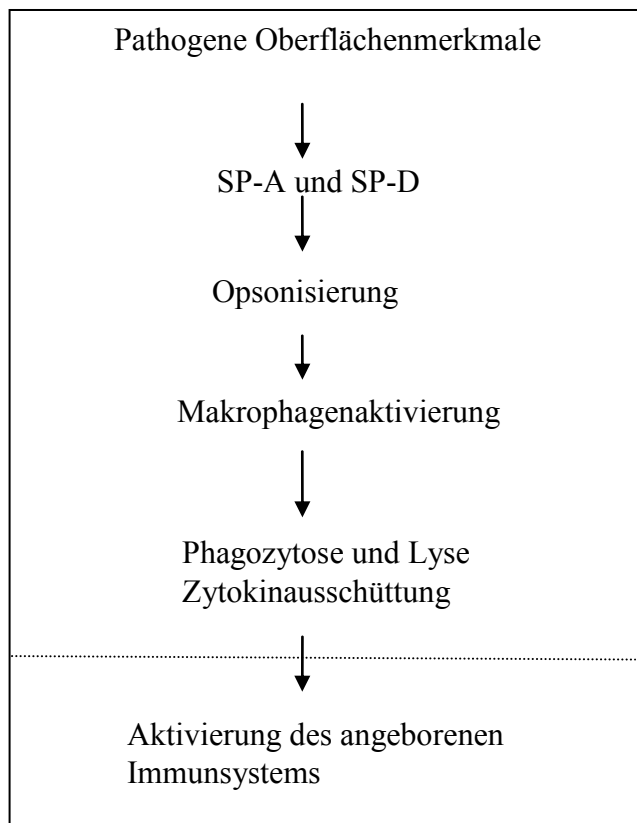 Pathogene Oberflächenmerkmale
SP-A und SP-D
Opsonisierung
Makrophagenaktivierung
Phagozytose und Lyse
Zytokinausschüttung
Aktivierung des angeborenen
Immunsystems